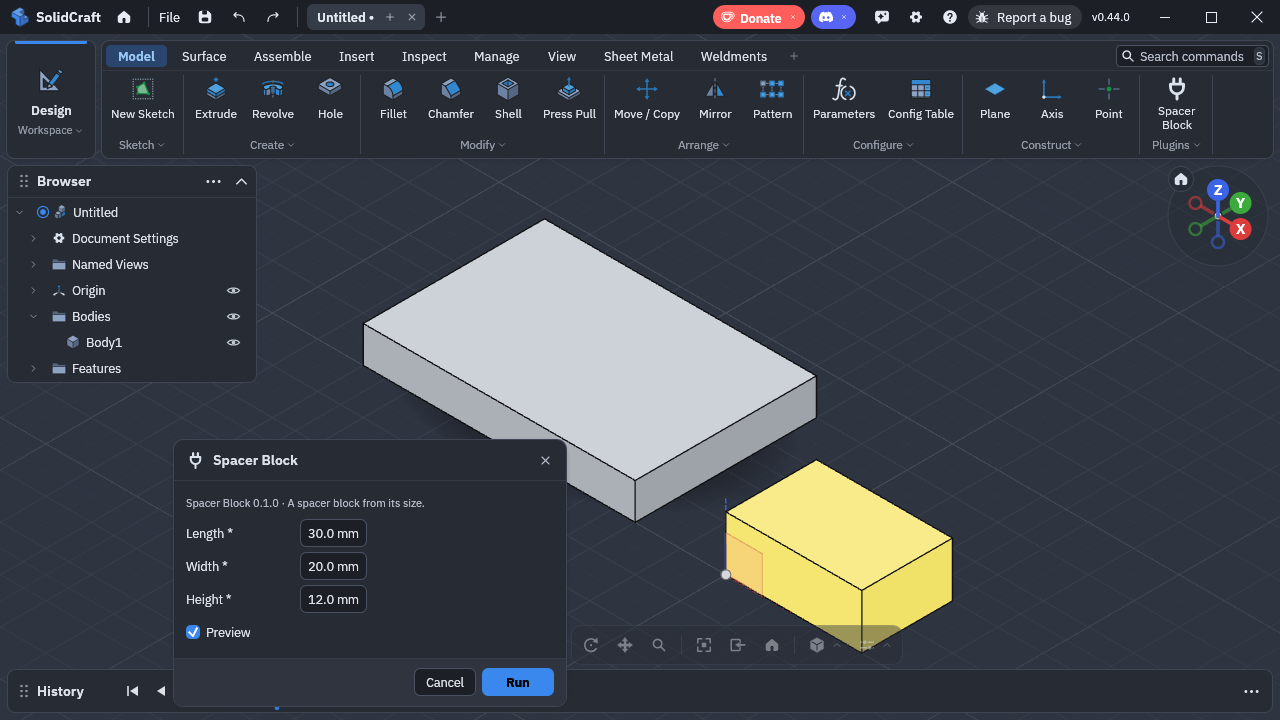 SolidCraft
File
Untitled •
Donate
Report a bug
v0.44.0
Model
Surface
Assemble
Insert
Inspect
Manage
View
Sheet Metal
Weldments
Search commands
S
Design
Workspace
New Sketch
Extrude
Revolve
Hole
Fillet
Chamfer
Shell
Press Pull
Move / Copy
Mirror
Pattern
Parameters
Config Table
Plane
Axis
Point
Spacer
Block
Sketch
Create
Modify
Arrange
Configure
Construct
Plugins
Browser
Untitled
Document Settings
Named Views
Origin
Bodies
Body1
Features
Z
Y
X
Spacer Block
Spacer Block 0.1.0 · A spacer block from its size.
Length *
30.0 mm
Width *
20.0 mm
Height *
12.0 mm
Preview
Cancel
Run
History